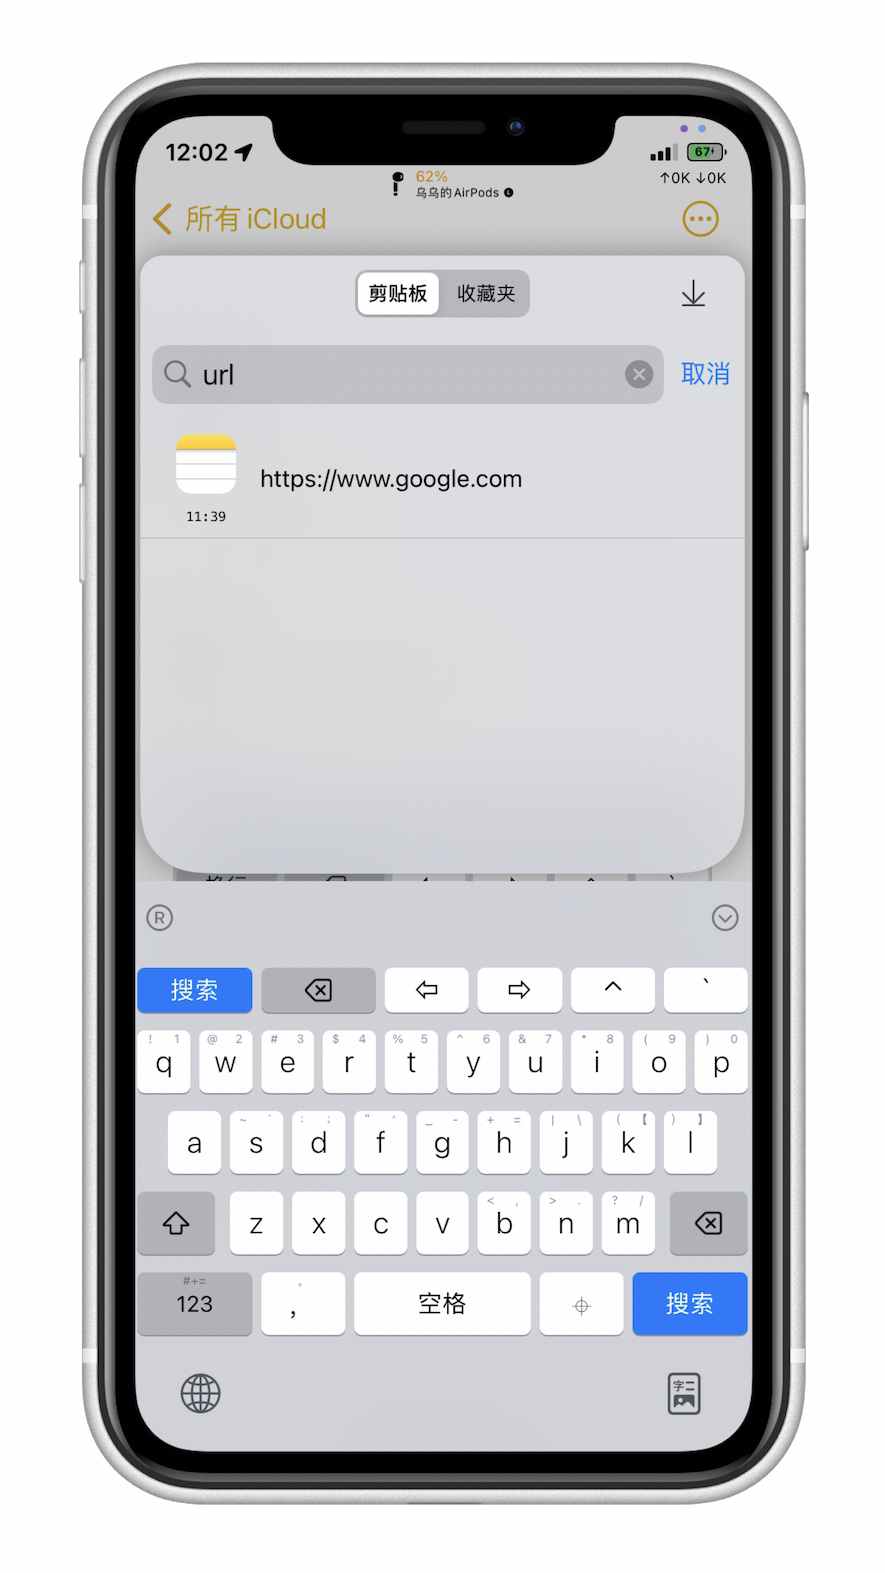 12:02
67
62%
乌乌的AirPods L
↑0K ↓0K
所有 iCloud
剪贴板 收藏夹
url 取消
https://www.google.com
11:39
R
搜索 ^ `
! 1 @ 2 # 3 $ 4 % 5 ^ 6 & 7 * 8 ( 9 ) 0
q w e r t y u i o p
~ ` : ; " ' _ - + = | \ ( 【 ) 】
a s d f g h j k l
< , > . ? /
z x c v b n m
#+=
123 , 空格 搜索
字